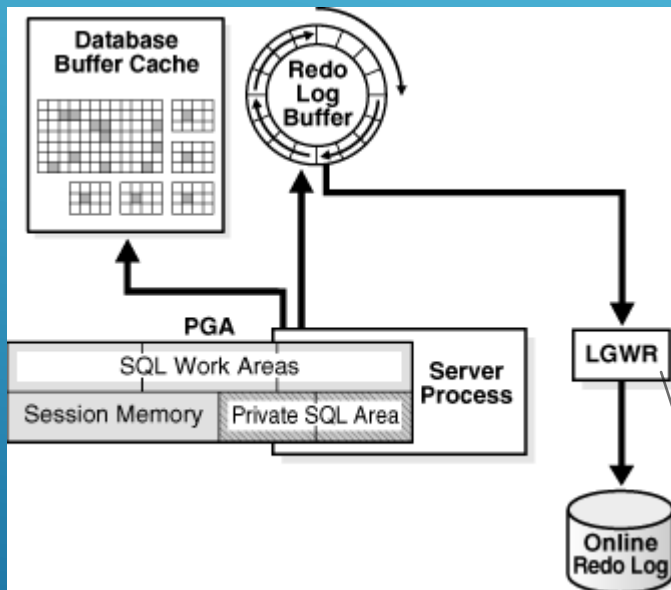 Database
Buffer Cache
Redo
Log
Buffer
PGA
SQL Work Areas
Session Memory
Private SQL Area
Server
Process
LGWR
Online
Redo Log